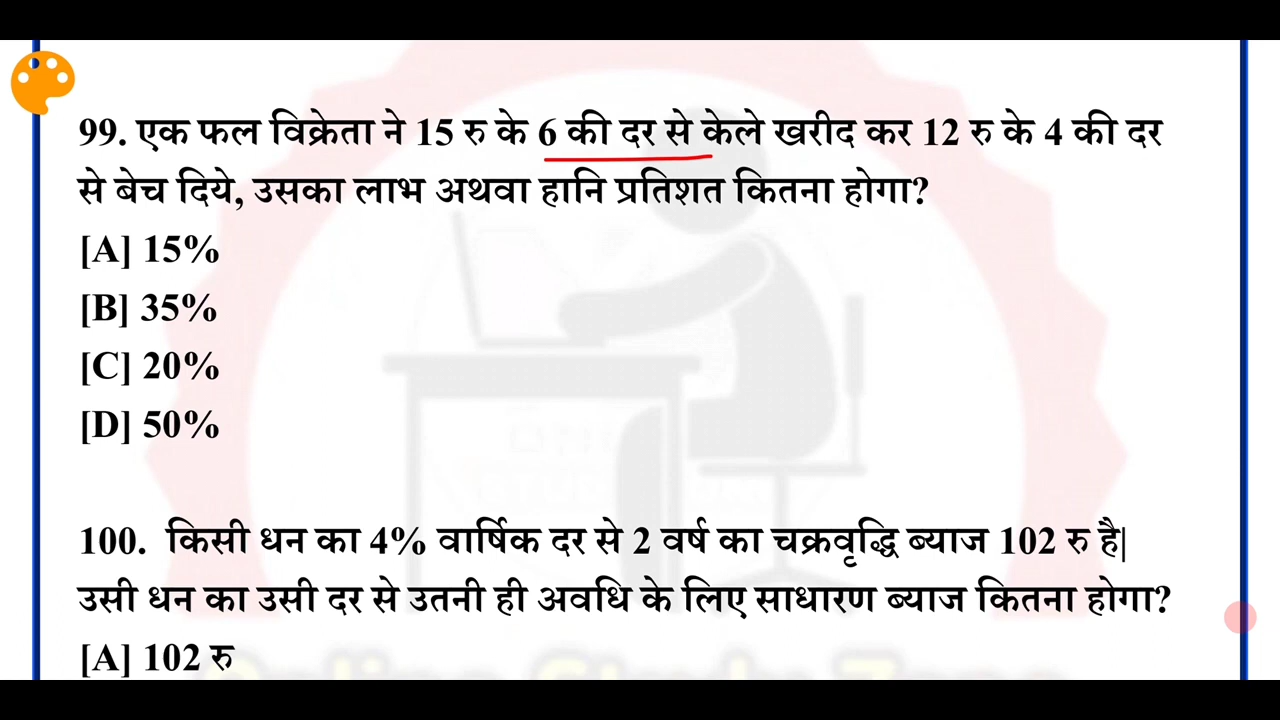 99. एक फल विक्रेता ने 15 रु के 6 की दर से केले खरीद कर 12 रु के 4 की दर
से बेच दिये, उसका लाभ अथवा हानि प्रतिशत कितना होगा?
[A] 15%
[B] 35%
[C] 20%
[D] 50%
100. किसी धन का 4% वार्षिक दर से 2 वर्ष का चक्रवृद्धि ब्याज 102 रु है|
उसी धन का उसी दर से उतनी ही अवधि के लिए साधारण ब्याज कितना होगा?
[A] 102 रु